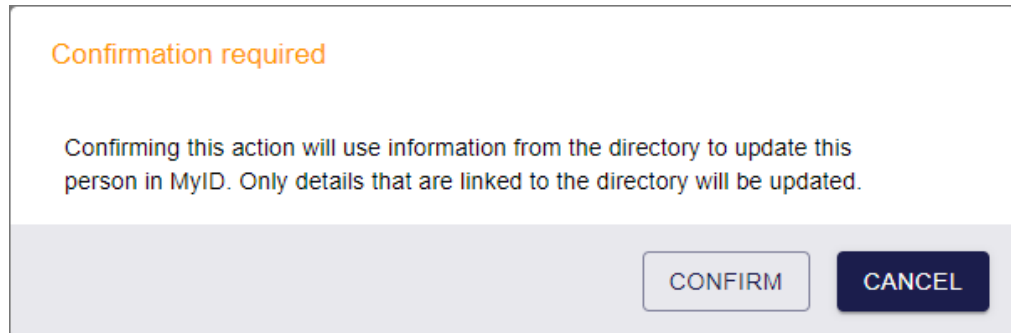 Confirmation required
Confirming this action will use information from the directory to update this
person in MyID. Only details that are linked to the directory will be updated.
CONFIRM
CANCEL